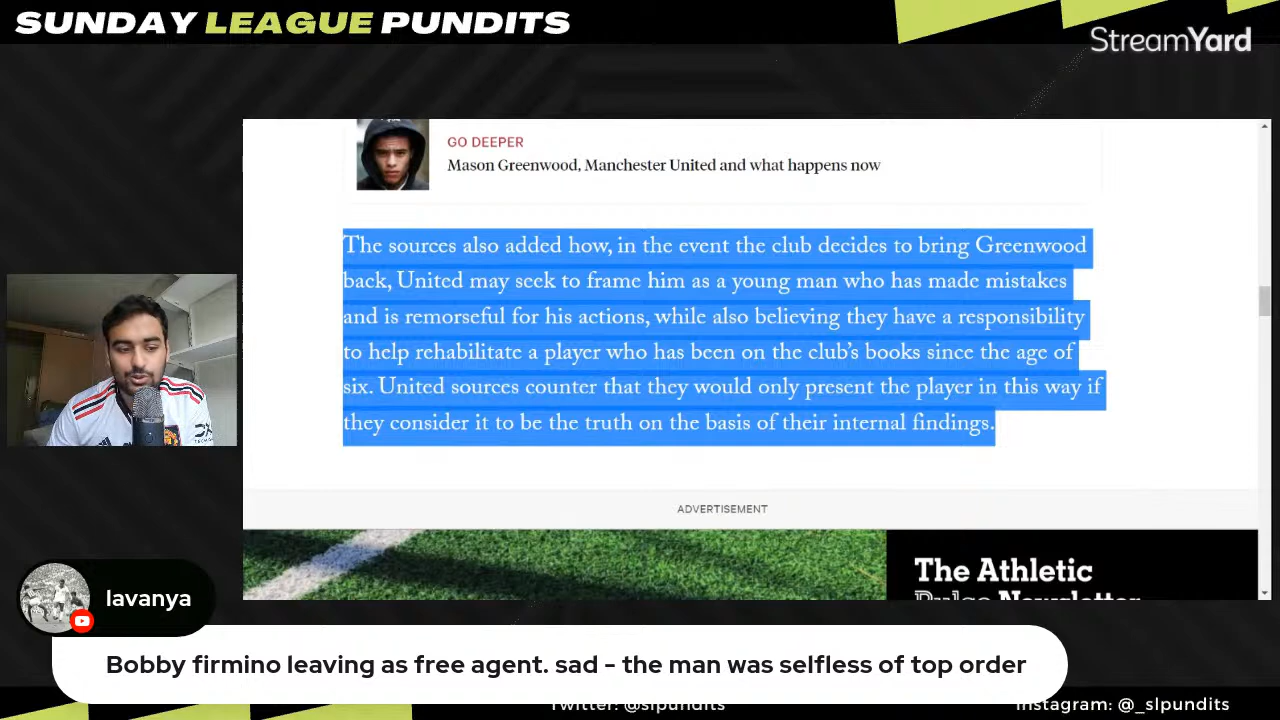 SUNDAY LEAGUE PUNDITS
StreamYard
GO DEEPER
Mason Greenwood, Manchester United and what happens now
The sources also added how, in the event the club decides to bring Greenwood
back, United may seek to frame him as a young man who has made mistakes
and is remorseful for his actions, while also believing they have a responsibility
to help rehabilitate a player who has been on the club’s books since the age of
six. United sources counter that they would only present the player in this way if
they consider it to be the truth on the basis of their internal findings.
ADVERTISEMENT
The Athletic
Pulse Newsletter
lavanya
Bobby firmino leaving as free agent. sad - the man was selfless of top order
Twitter: @slpundits
Instagram: @_slpundits